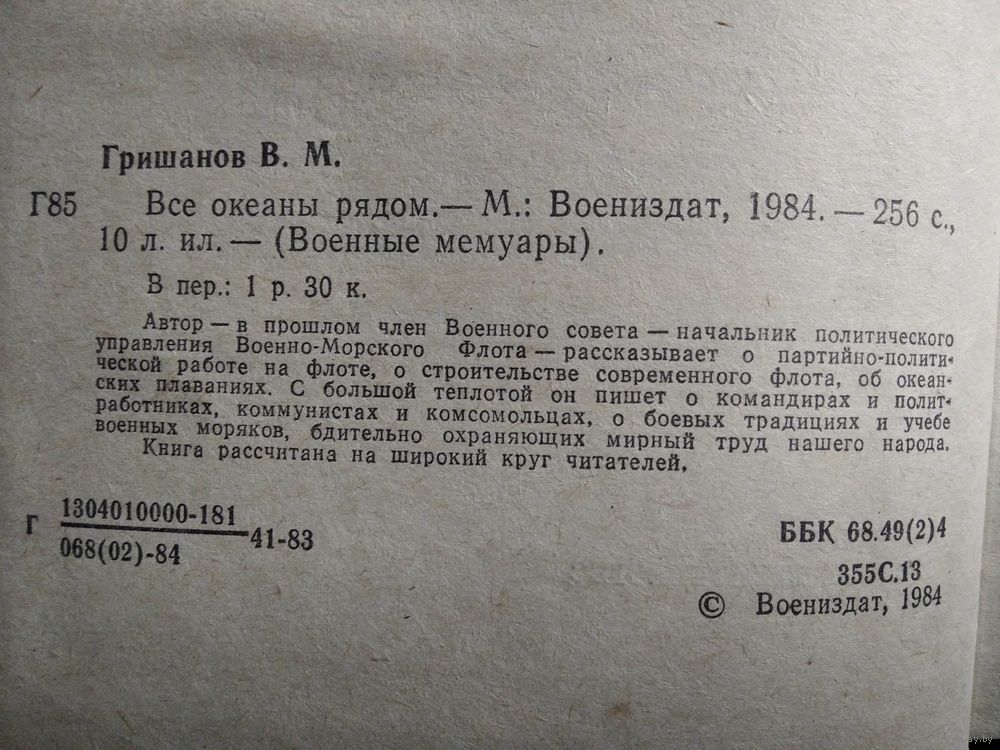 Гришанов В. М.
Г85 Все океаны рядом.— М.: Воениздат, 1984. — 256 с.,
10 л. ил. — (Военные мемуары).
В пер.: 1 р. 30 к.
Автор — в прошлом член Военного совета — начальник политического
управления Военно-Морского Флота — рассказывает о партийно-полити-
ческой работе на флоте, о строительстве современного флота, об океан-
ских плаваниях. С большой теплотой он пишет о командирах и полит-
работниках, коммунистах и комсомольцах, о боевых традициях и учебе
военных моряков, бдительно охраняющих мирный труд нашего народа.
Книга рассчитана на широкий круг читателей.
Г 1304010000-181
068(02)-84 41-83
ББК 68.49(2)4
355С.13
© Воениздат, 1984